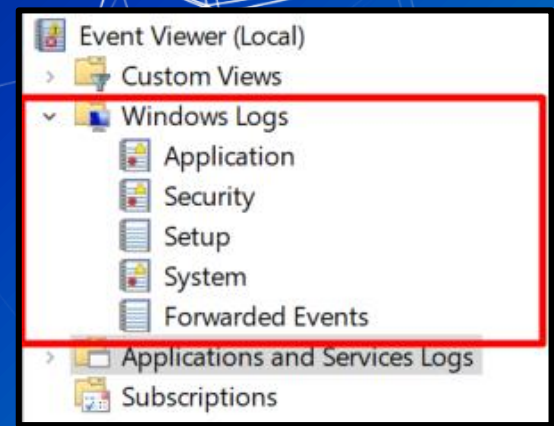 Event Viewer (Local)
Custom Views
Windows Logs
Application
Security
Setup
System
Forwarded Events
Applications and Services Logs
Subscriptions